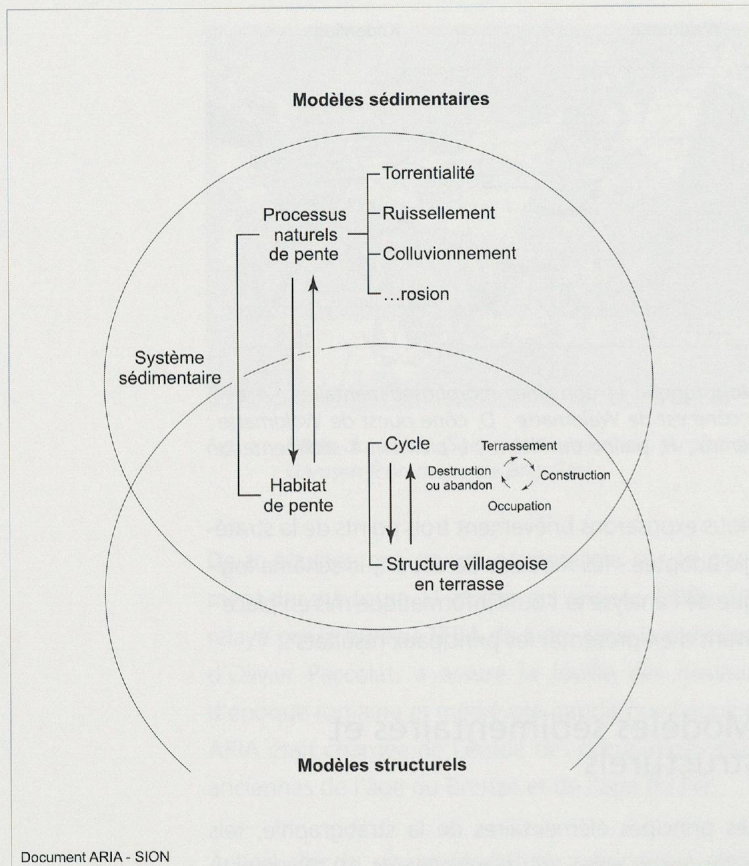 Modèles sédimentaires
Torrentialité
Processus
naturels
de pente
Ruissellement
Colluvionnement
...rosion
Système
sédimentaire
Habitat
de pente
Cycle
Terrassement
Construction
Occupation
Destruction
ou abandon
Structure villageoise
en terrasse
Modèles structurels
Document ARIA - SION